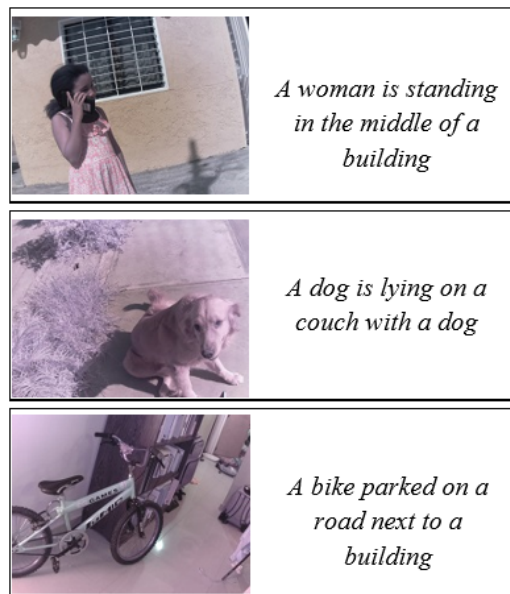 A woman is standing
in the middle of a
building
A dog is lying on a
couch with a dog
A bike parked on a
road next to a
building